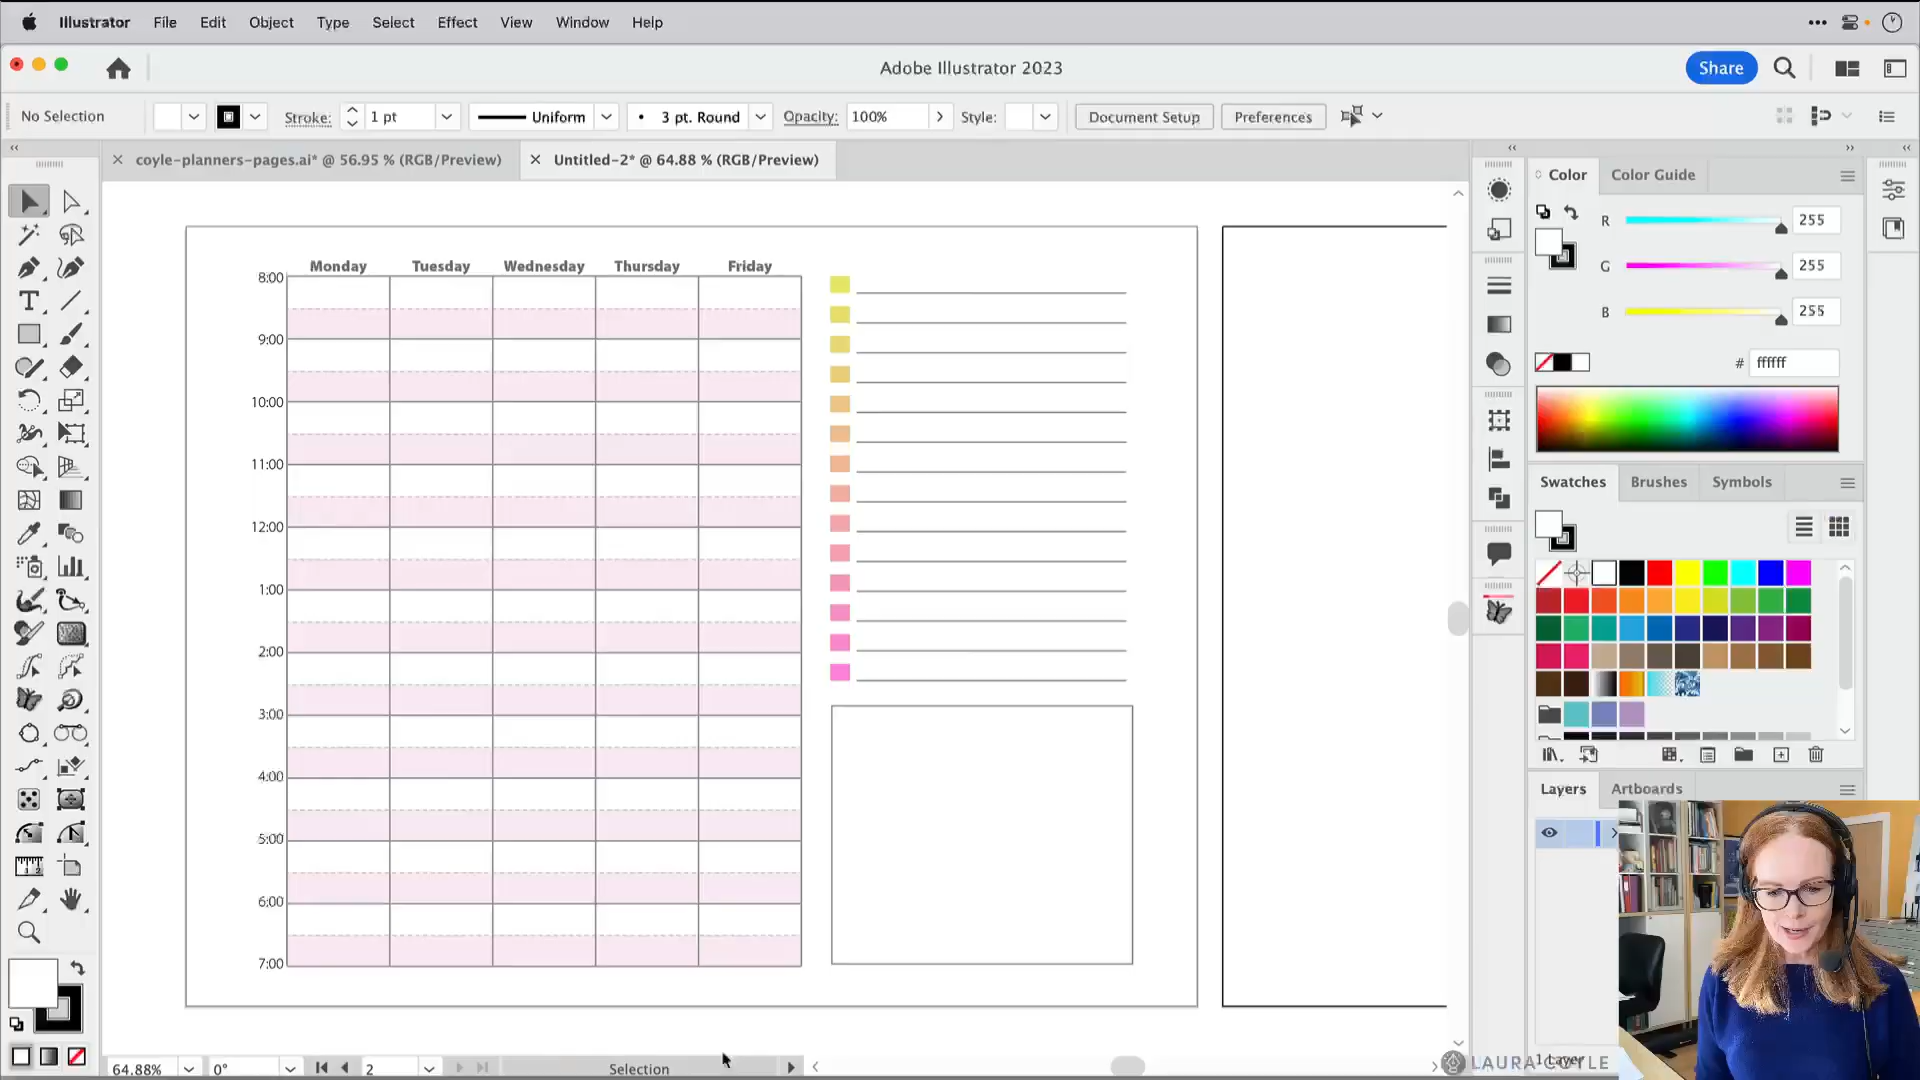 Illustrator File Edit Object Type Select Effect View Window Help
Adobe Illustrator 2023
Share
No Selection
Stroke: 1 pt
Uniform
3 pt. Round
Opacity: 100%
Style:
Document Setup
Preferences
coyle-planners-pages.ai* @ 56.95 % (RGB/Preview)
Untitled-2* @ 64.88 % (RGB/Preview)
Monday Tuesday Wednesday Thursday Friday
8:00
9:00
10:00
11:00
12:00
1:00
2:00
3:00
4:00
5:00
6:00
7:00
Color Color Guide
R 255
G 255
B 255
# ffffff
Swatches Brushes Symbols
Layers Artboards
1 Layer
64.88% 0° 2 Selection
LAURA COYLE